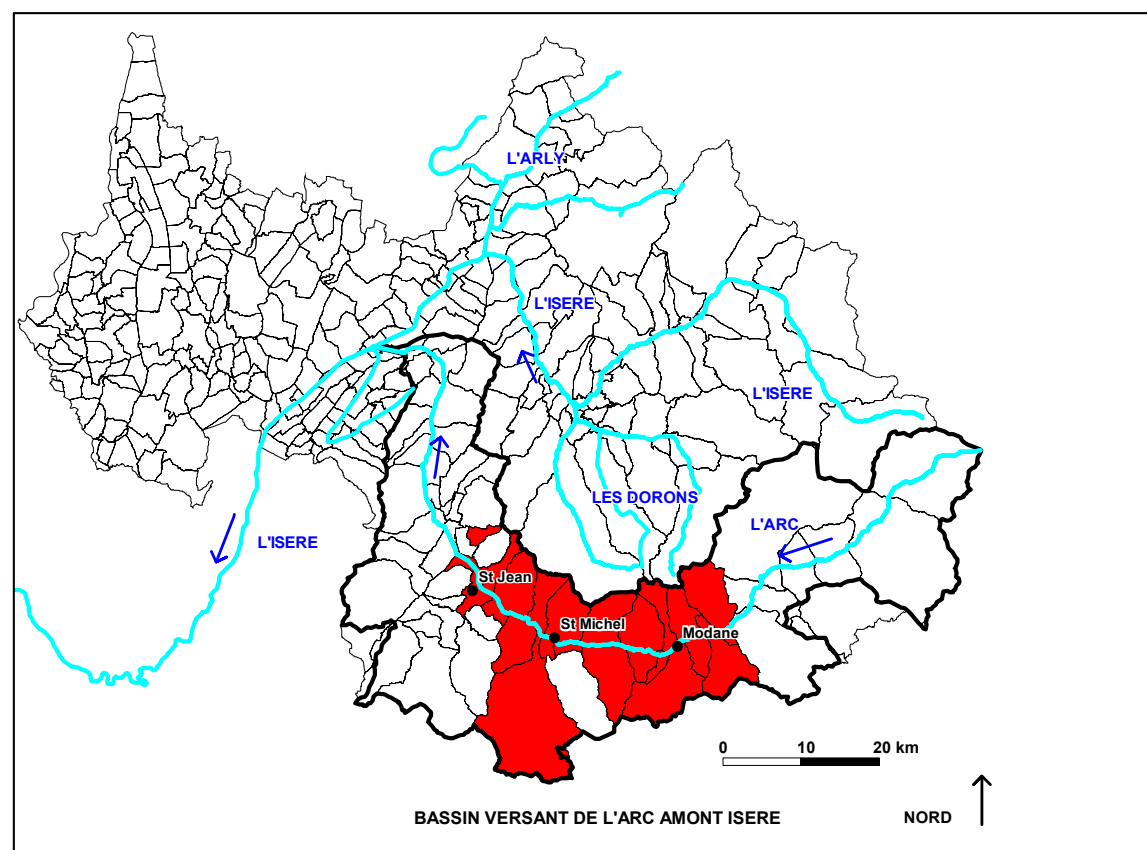 L'ARLY
L'ISERE
L'ISERE
LES DORONS
L'ARC
L'ISERE
St Jean
St Michel
Modane
0 10 20 km
BASSIN VERSANT DE L'ARC AMONT ISERE
NORD